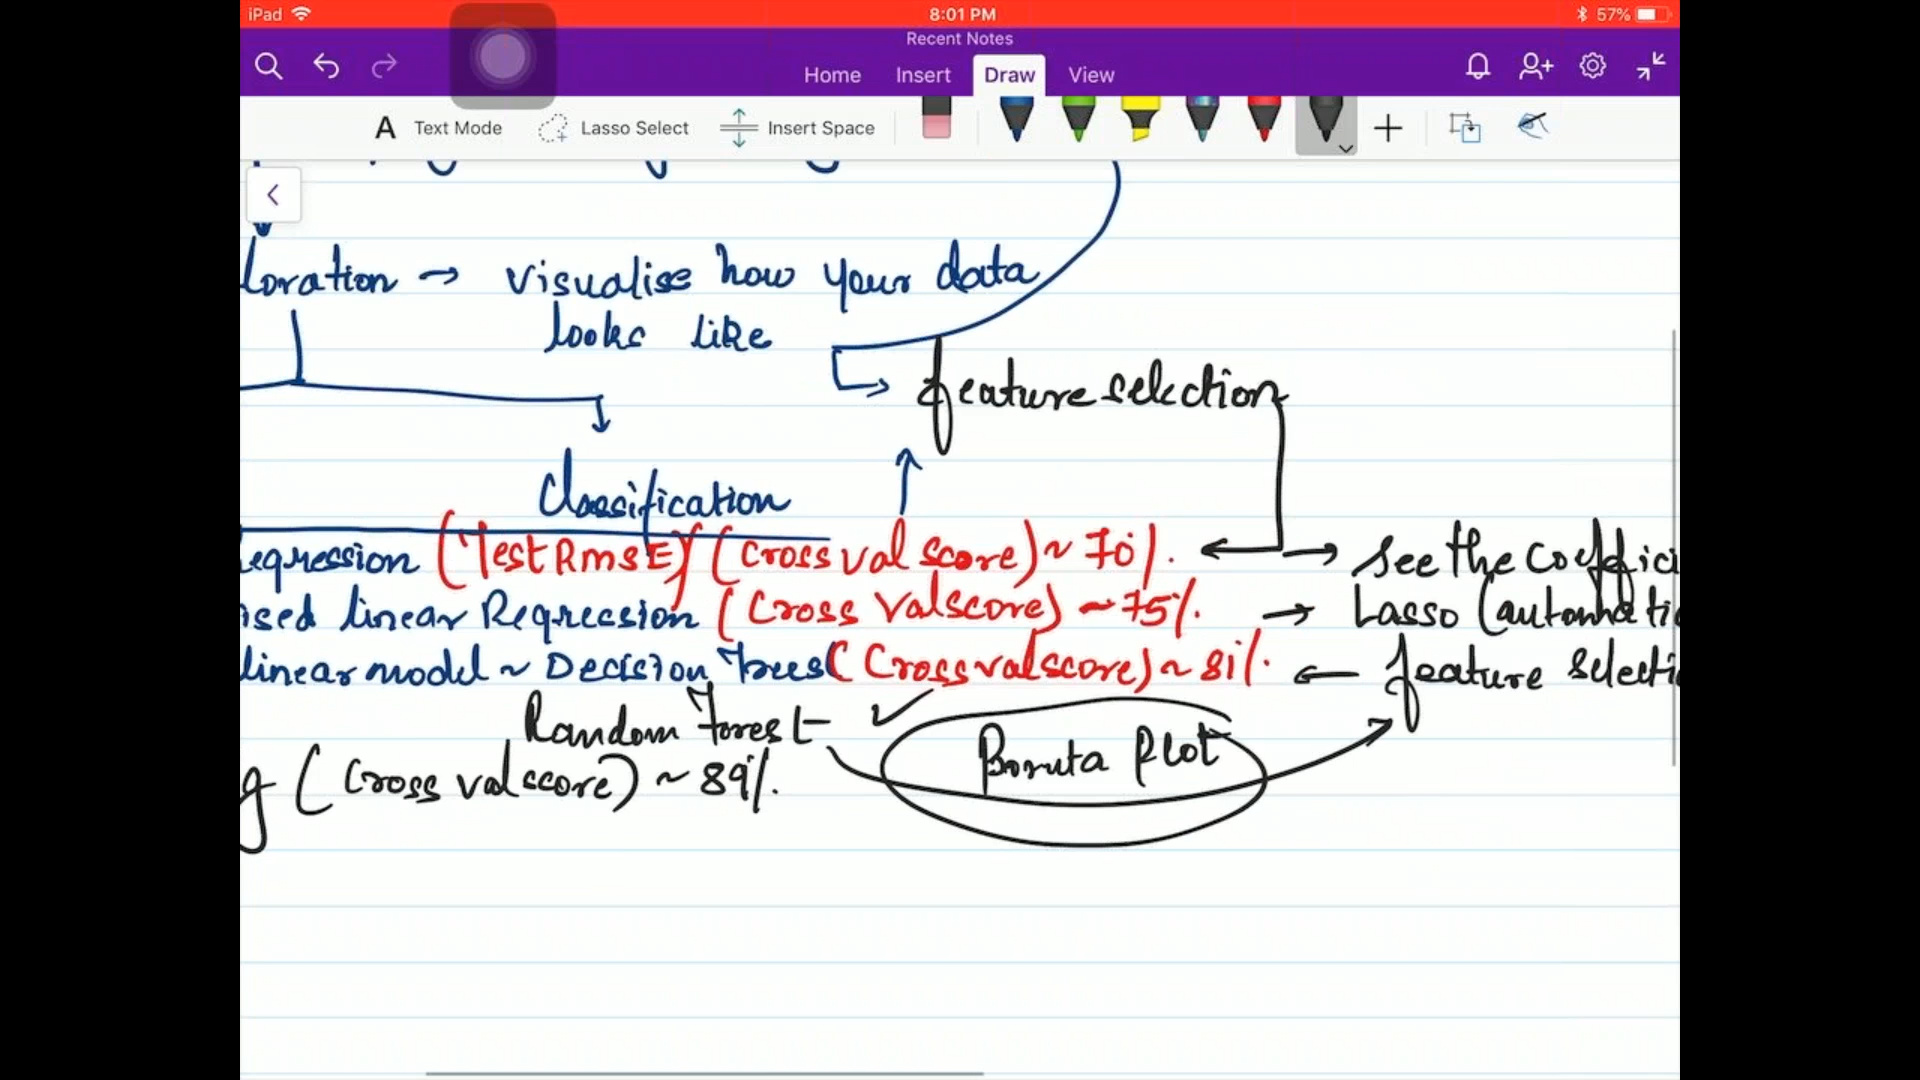 iPad 8:01 PM 57%
Recent Notes
Home Insert Draw View
A Text Mode Lasso Select Insert Space
loration → visualise how your data
looks like
feature selection
Classification
egression (Test RmsE) (Cross val score) ~ 70%. ← → See the coeffici
ised linear Regression (Cross Valscore) ~ 75% → Lasso (automatic
linear model ~ Decision Trees (Crossvalscore) ~ 81%. ← feature selecti
Random Forest
Boruta Plot
g (Cross valscore) ~ 89%.